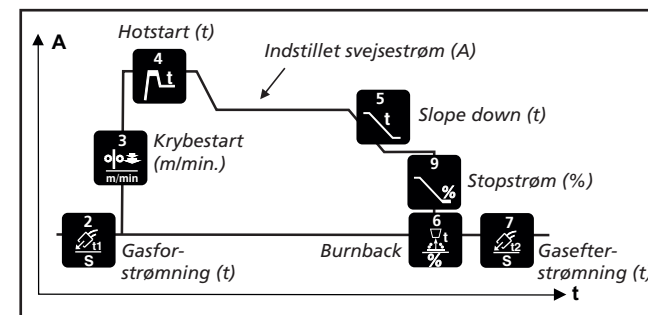 A
Hotstart (t)
4
t
Indstillet svejsestrøm (A)
5
t
Slope down (t)
3
m/min
Krybestart
(m/min.)
9
%
Stopstrøm (%)
2
t1
S
Gasfor-
strømning (t)
Burnback
6
t
%
7
t2
S
Gasefter-
strømning (t)
t